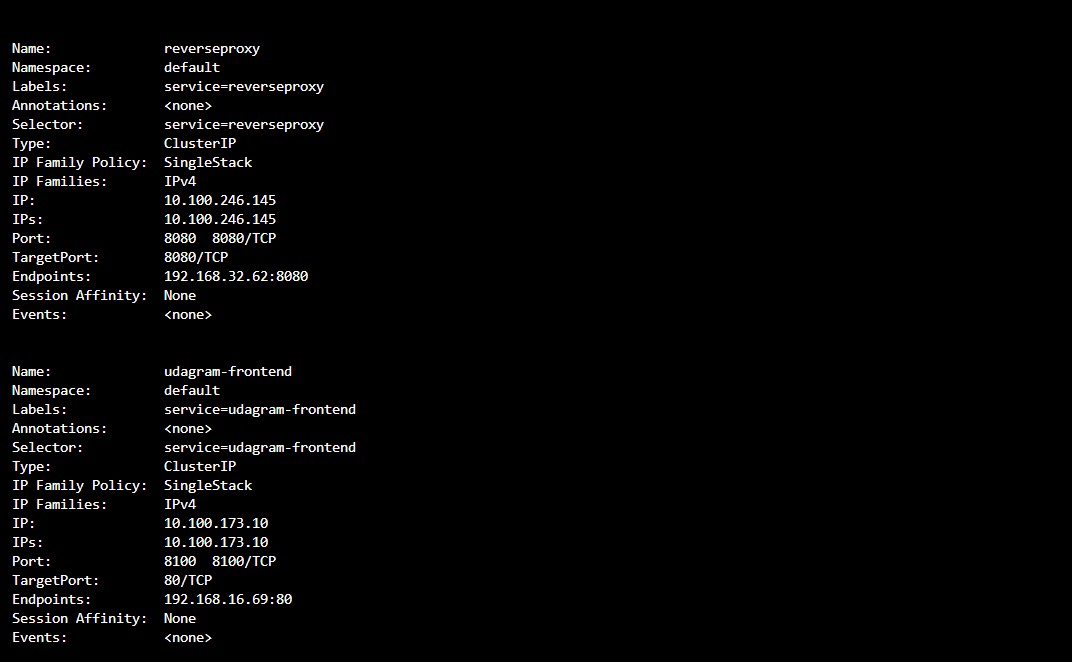 Name:              reverseproxy
Namespace:         default
Labels:            service=reverseproxy
Annotations:       <none>
Selector:          service=reverseproxy
Type:              ClusterIP
IP Family Policy:  SingleStack
IP Families:       IPv4
IP:                10.100.246.145
IPs:               10.100.246.145
Port:              8080  8080/TCP
TargetPort:        8080/TCP
Endpoints:         192.168.32.62:8080
Session Affinity:  None
Events:            <none>
Name:              udagram-frontend
Namespace:         default
Labels:            service=udagram-frontend
Annotations:       <none>
Selector:          service=udagram-frontend
Type:              ClusterIP
IP Family Policy:  SingleStack
IP Families:       IPv4
IP:                10.100.173.10
IPs:               10.100.173.10
Port:              8100  8100/TCP
TargetPort:        80/TCP
Endpoints:         192.168.16.69:80
Session Affinity:  None
Events:            <none>